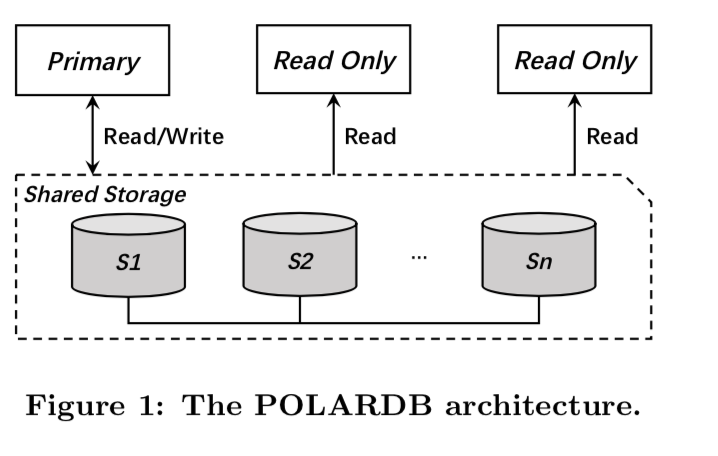 Primary
Read Only
Read Only
Read/Write
Read
Read
Shared Storage
S1
S2
...
Sn
Figure 1: The POLARDB architecture.